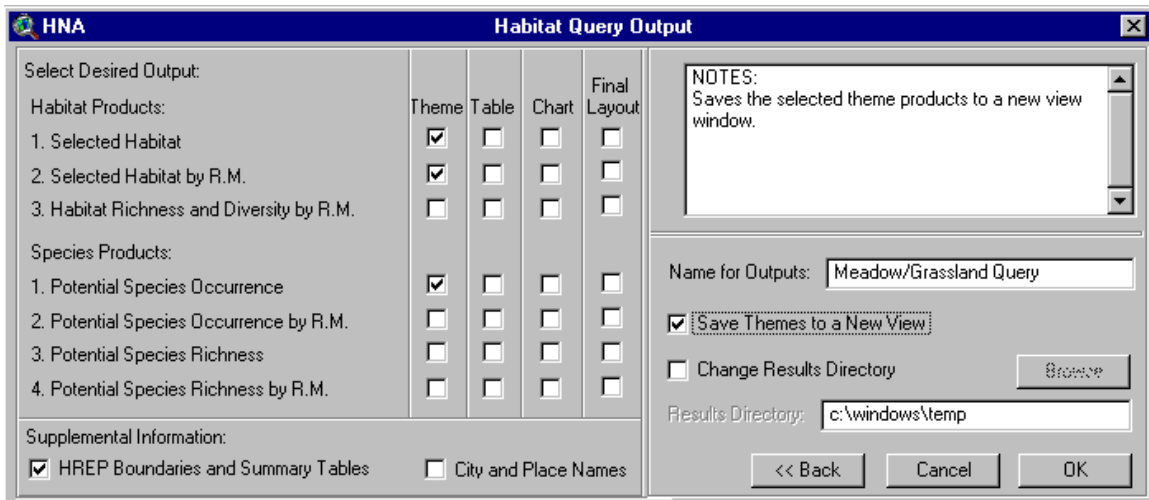 HNA
Habitat Query Output
Select Desired Output:
Habitat Products:
Theme
Table
Chart
Final
Layout
1. Selected Habitat
2. Selected Habitat by R.M.
3. Habitat Richness and Diversity by R.M.
Species Products:
1. Potential Species Occurrence
2. Potential Species Occurrence by R.M.
3. Potential Species Richness
4. Potential Species Richness by R.M.
Supplemental Information:
HREP Boundaries and Summary Tables
City and Place Names
NOTES:
Saves the selected theme products to a new view
window.
Name for Outputs:
Meadow/Grassland Query
Save Themes to a New View
Change Results Directory
Browse
Results Directory:
c:\windows\temp
<< Back
Cancel
OK